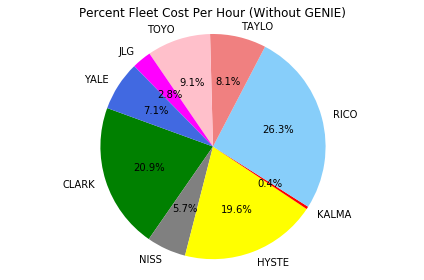 Percent Fleet Cost Per Hour (Without GENIE)
TOYO
TAYLO
JLG
YALE
9.1%
8.1%
2.8%
7.1%
RICO
26.3%
20.9%
CLARK
0.4%
5.7%
19.6%
KALMA
NISS
HYSTE